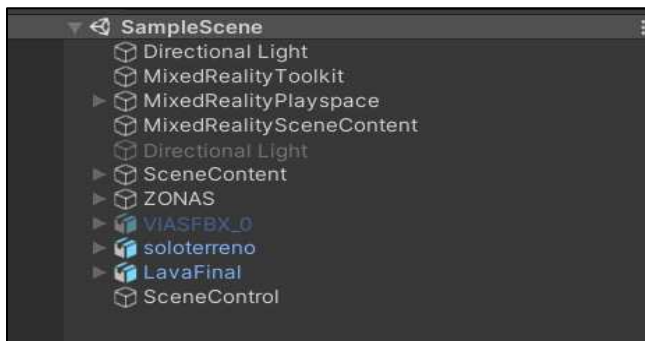 SampleScene
Directional Light
MixedRealityToolkit
MixedRealityPlayspace
MixedRealitySceneContent
Directional Light
SceneContent
ZONAS
VIASFBX_0
soloterreno
LavaFinal
SceneControl